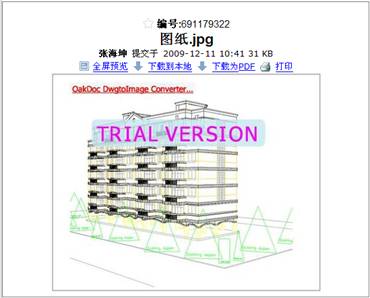 编号:691179322
图纸.jpg
张海坤 提交于 2009-12-11 10:41 31 KB
全屏预览 下载到本地 下载为PDF 打印
OakDoc DwgtoImage Converter...
TRIAL VERSION